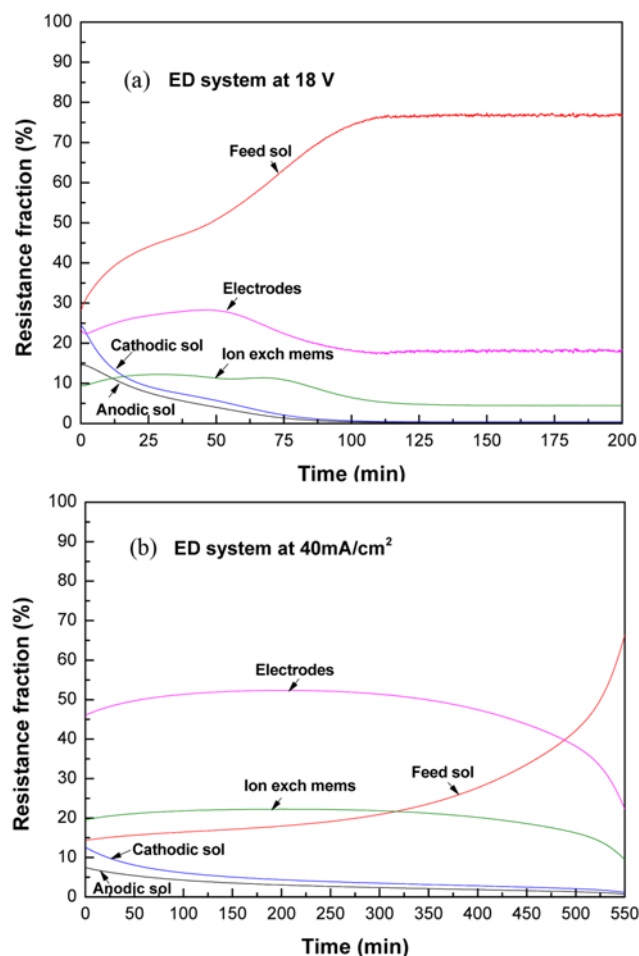 100
90
80
70
60
50
40
30
20
10
0
Resistance fraction (%)
(a) ED system at 18 V
Feed sol
Electrodes
Cathodic sol
Ion exch mems
Anodic sol
0 25 50 75 100 125 150 175 200
Time (min)
100
90
80
70
60
50
40
30
20
10
0
Resistance fraction (%)
(b) ED system at 40mA/cm²
Electrodes
Feed sol
Ion exch mems
Cathodic sol
Anodic sol
0 50 100 150 200 250 300 350 400 450 500 550
Time (min)